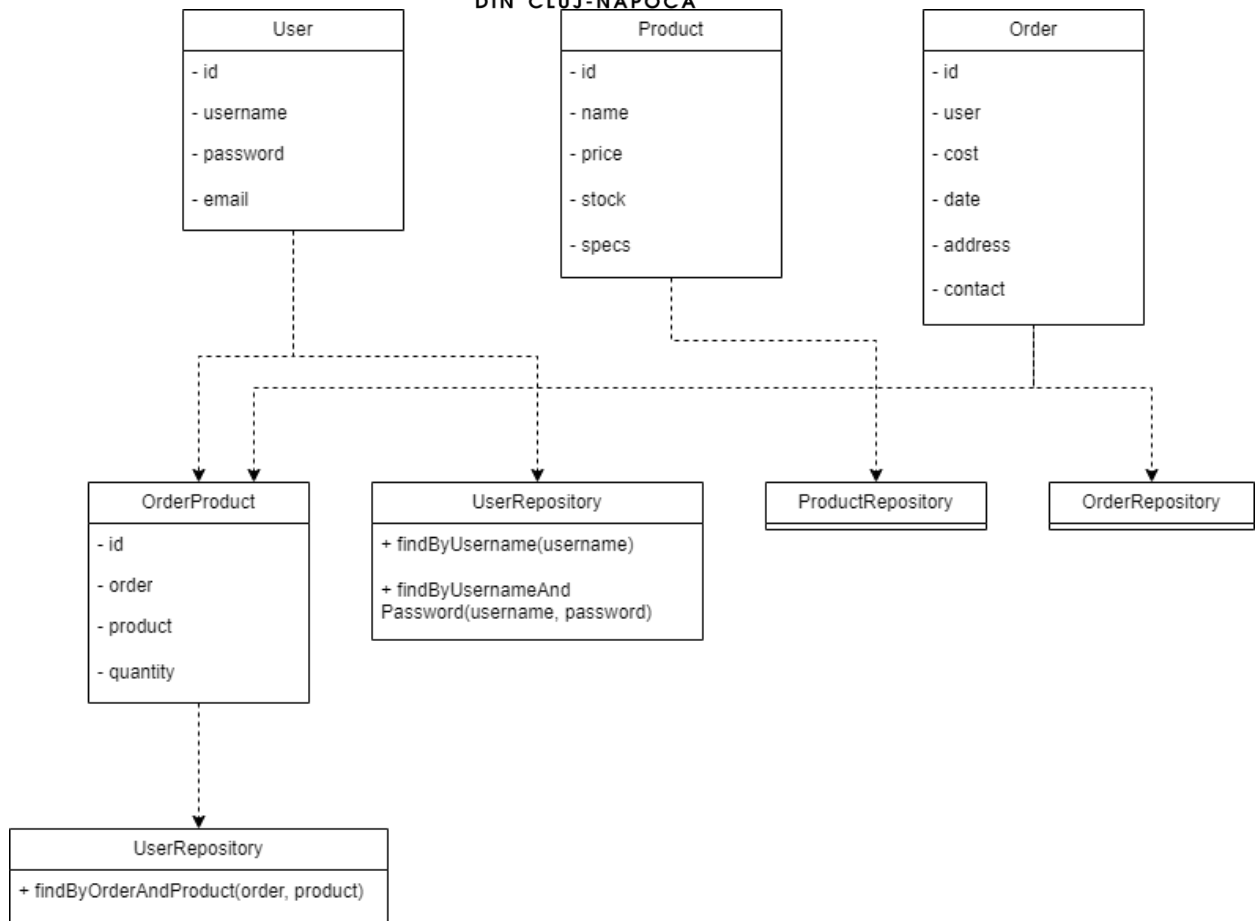 DIN CLUJ-NAPOCA
User
- id
- username
- password
- email
Product
- id
- name
- price
- stock
- specs
Order
- id
- user
- cost
- date
- address
- contact
OrderProduct
- id
- order
- product
- quantity
UserRepository
+ findByUsername(username)
+ findByUsernameAnd
Password(username, password)
ProductRepository
OrderRepository
UserRepository
+ findByOrderAndProduct(order, product)